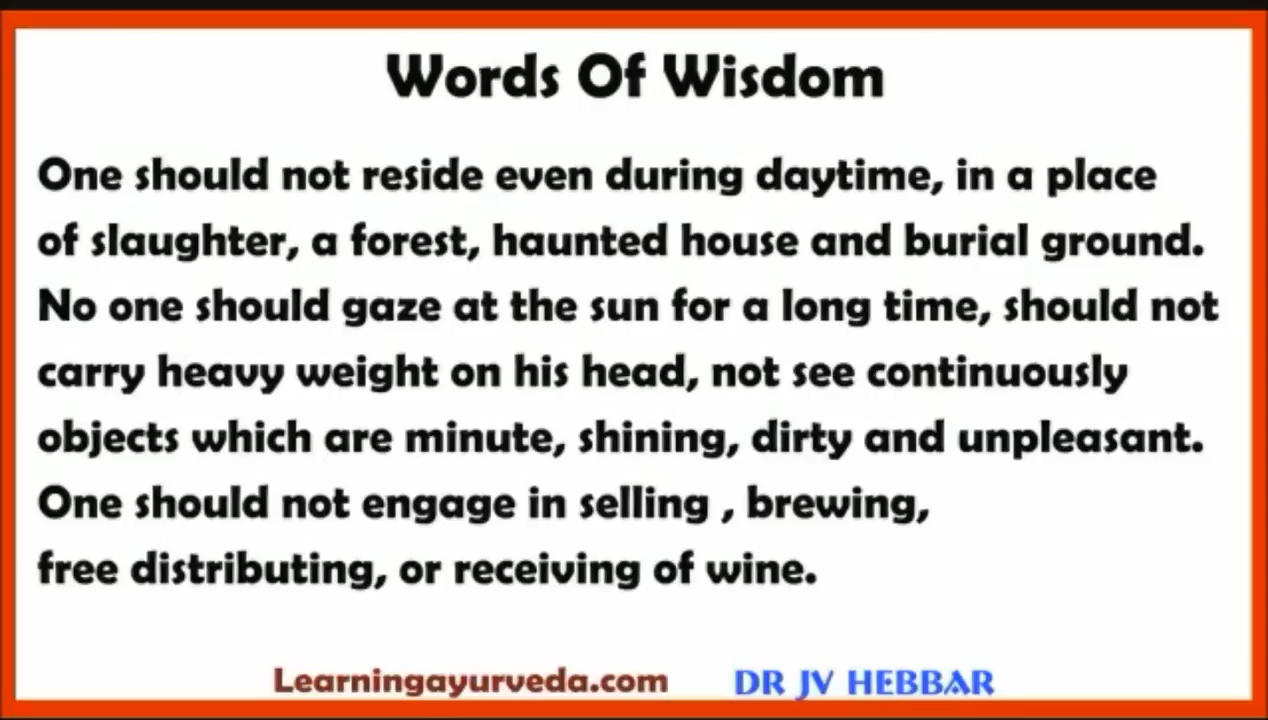 Words Of Wisdom
One should not reside even during daytime, in a place
of slaughter, a forest, haunted house and burial ground.
No one should gaze at the sun for a long time, should not
carry heavy weight on his head, not see continuously
objects which are minute, shining, dirty and unpleasant.
One should not engage in selling , brewing,
free distributing, or receiving of wine.
Learningayurveda.com DR JV HEBBAR